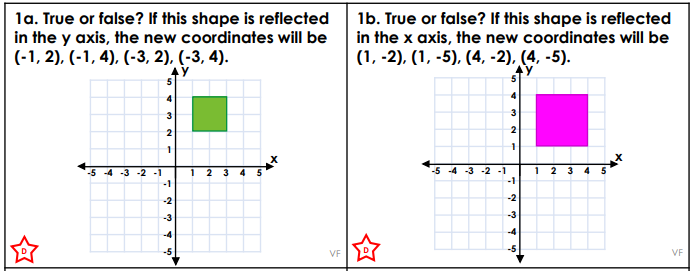 1a. True or false? If this shape is reflected
in the y axis, the new coordinates will be
(-1, 2), (-1, 4), (-3, 2), (-3, 4).
y
5
4
3
2
1
x
-5 -4 -3 -2 -1 1 2 3 4 5
-1
-2
-3
-4
-5
D
VF
1b. True or false? If this shape is reflected
in the x axis, the new coordinates will be
(1, -2), (1, -5), (4, -2), (4, -5).
y
5
4
3
2
1
x
-5 -4 -3 -2 -1 1 2 3 4 5
-1
-2
-3
-4
-5
D
VF